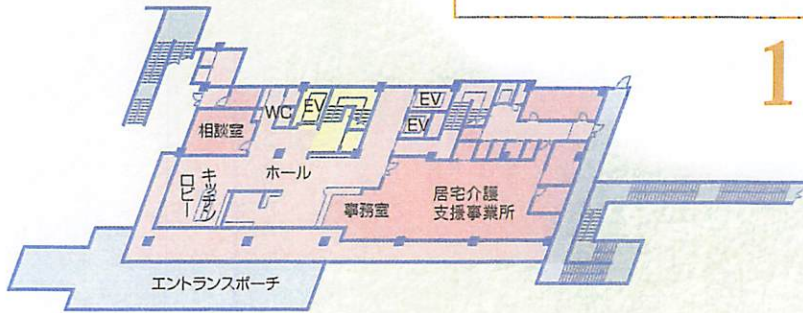 1
EV
WC
EV
EV
相談室
ホール
キッチン
ロビー
事務室
居宅介護
支援事業所
エントランスポーチ